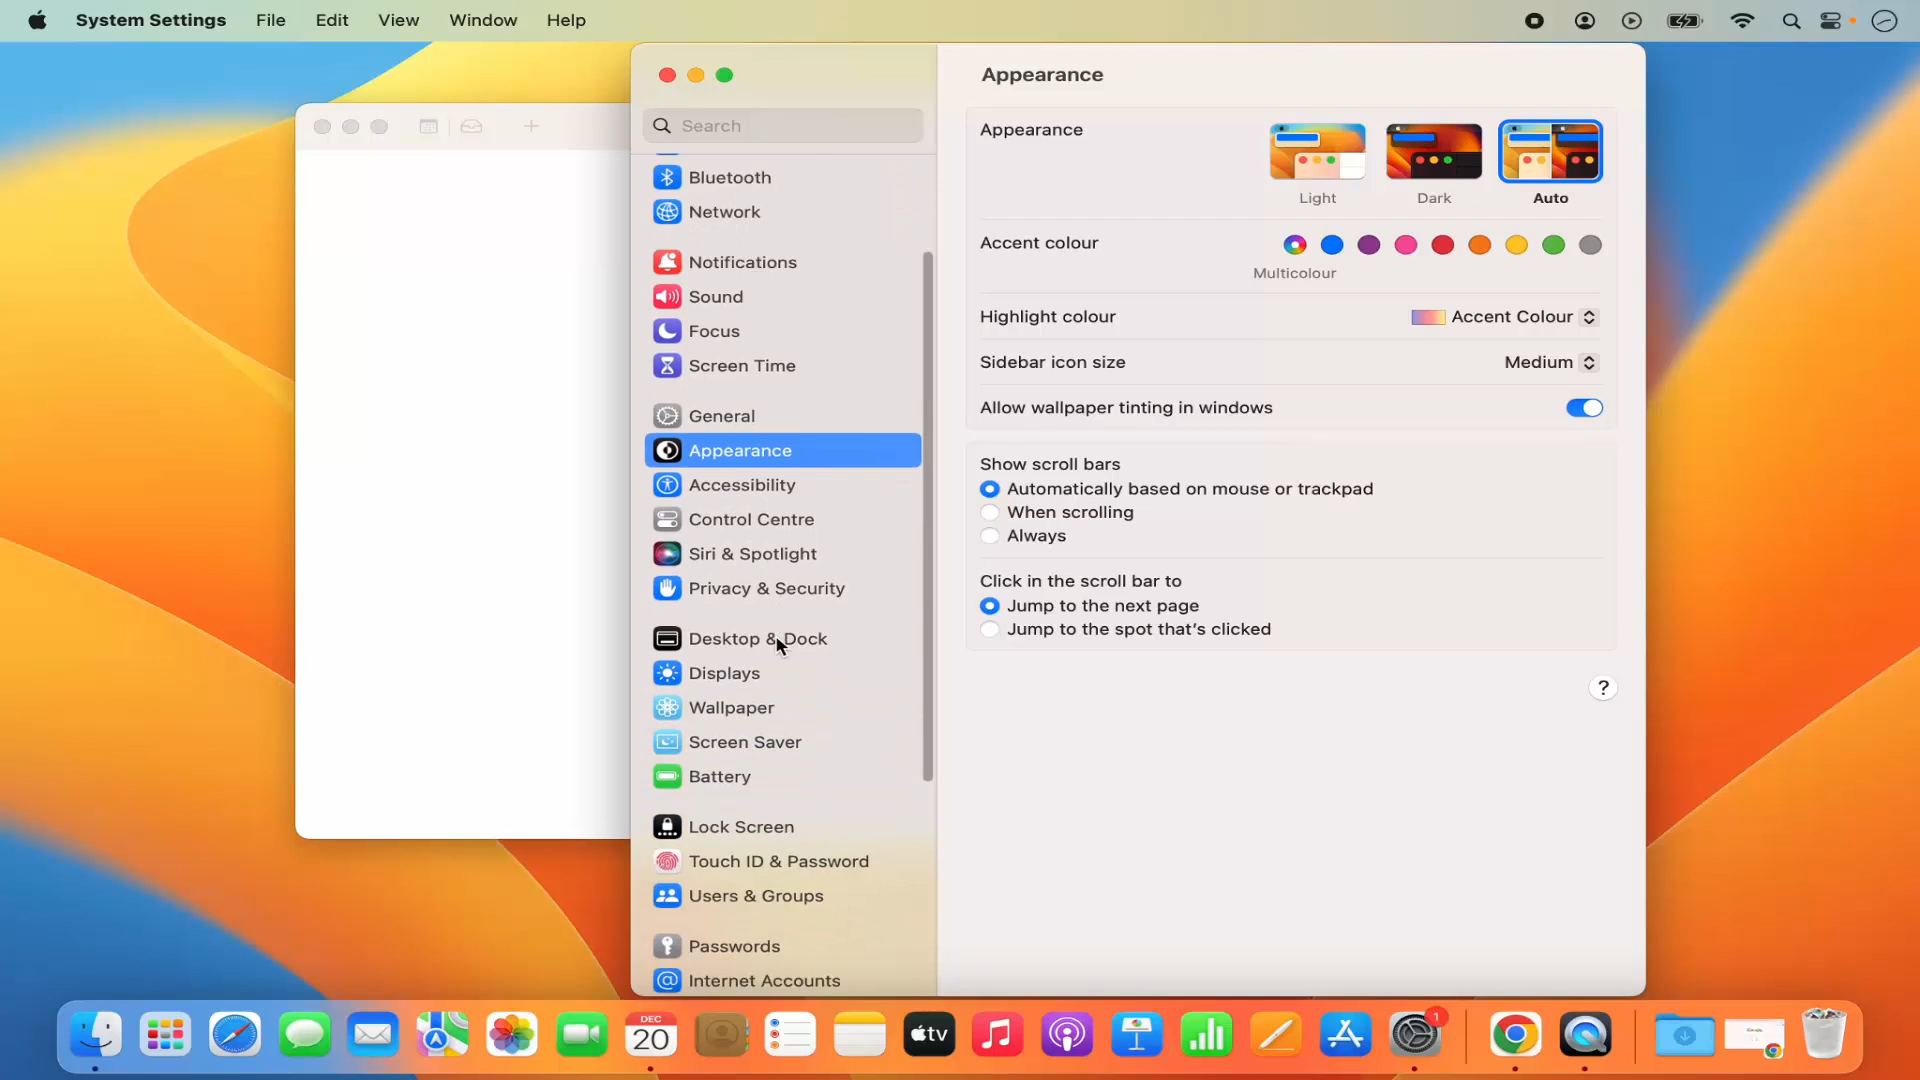 System Settings File Edit View Window Help
Search
Bluetooth
Network
Notifications
Sound
Focus
Screen Time
General
Appearance
Accessibility
Control Centre
Siri & Spotlight
Privacy & Security
Desktop & Dock
Displays
Wallpaper
Screen Saver
Battery
Lock Screen
Touch ID & Password
Users & Groups
Passwords
Internet Accounts
Appearance
Appearance
Light Dark Auto
Accent colour
Multicolour
Highlight colour Accent Colour
Sidebar icon size Medium
Allow wallpaper tinting in windows
Show scroll bars
Automatically based on mouse or trackpad
When scrolling
Always
Click in the scroll bar to
Jump to the next page
Jump to the spot that's clicked
?
DEC
20
tv
1